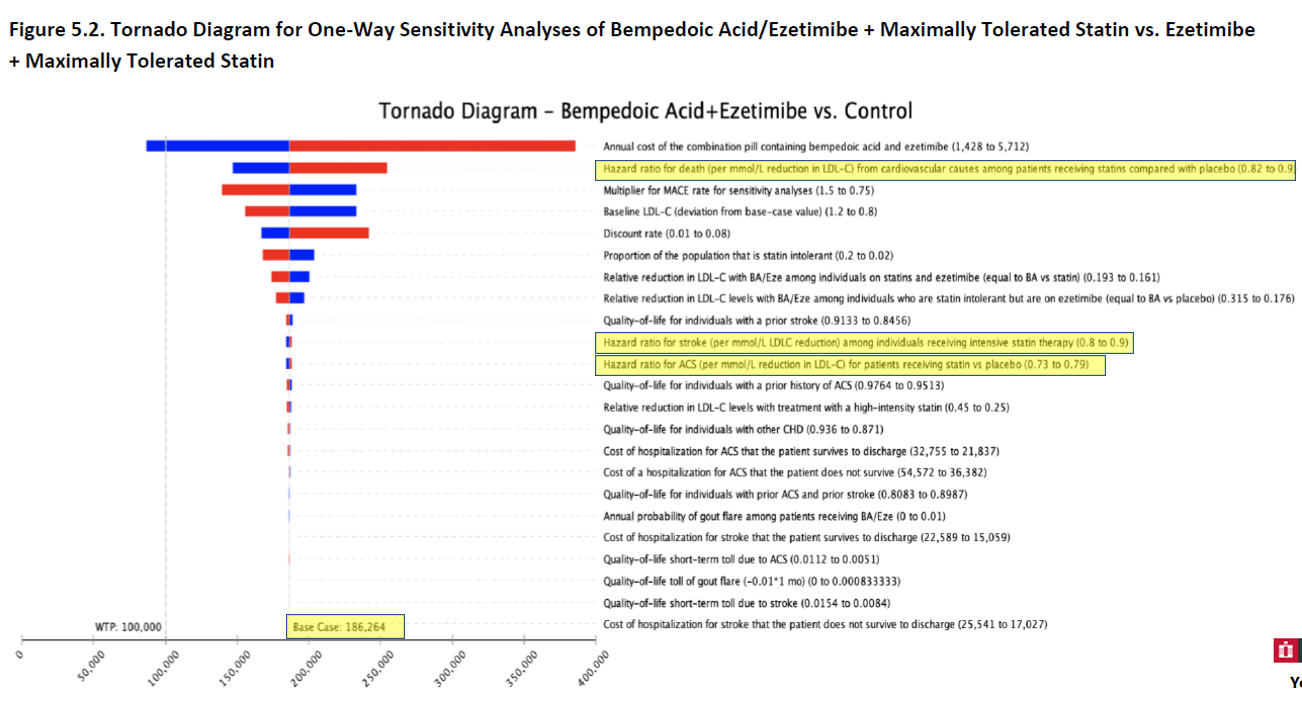 Figure 5.2. Tornado Diagram for One-Way Sensitivity Analyses of Bempedoic Acid/Ezetimibe + Maximally Tolerated Statin vs. Ezetimibe
+ Maximally Tolerated Statin
Tornado Diagram – Bempedoic Acid+Ezetimibe vs. Control
Annual cost of the combination pill containing bempedoic acid and ezetimibe (1,428 to 5,712)
Hazard ratio for death (per mmol/L reduction in LDL-C) from cardiovascular causes among patients receiving statins compared with placebo (0.82 to 0.9
Multiplier for MACE rate for sensitivity analyses (1.5 to 0.75)
Baseline LDL-C (deviation from base-case value) (1.2 to 0.8)
Discount rate (0.01 to 0.08)
Proportion of the population that is statin intolerant (0.2 to 0.02)
Relative reduction in LDL-C with BA/Eze among individuals on statins and ezetimibe (equal to BA vs statin) (0.193 to 0.161)
Relative reduction in LDL-C levels with BA/Eze among individuals who are statin intolerant but are on ezetimibe (equal to BA vs placebo) (0.315 to 0.176)
Quality-of-life for individuals with a prior stroke (0.9133 to 0.8456)
Hazard ratio for stroke (per mmol/L LDLC reduction) among individuals receiving intensive statin therapy (0.8 to 0.9)
Hazard ratio for ACS (per mmol/L reduction in LDL-C) for patients receiving statin vs placebo (0.73 to 0.79)
Quality-of-life for individuals with a prior history of ACS (0.9764 to 0.9513)
Relative reduction in LDL-C levels with treatment with a high-intensity statin (0.45 to 0.25)
Quality-of-life for individuals with other CHD (0.936 to 0.871)
Cost of hospitalization for ACS that the patient survives to discharge (32,755 to 21,837)
Cost of a hospitalization for ACS that the patient does not survive (54,572 to 36,382)
Quality-of-life for individuals with prior ACS and prior stroke (0.8083 to 0.8987)
Annual probability of gout flare among patients receiving BA/Eze (0 to 0.01)
Cost of hospitalization for stroke that the patient survives to discharge (22,589 to 15,059)
Quality-of-life short-term toll due to ACS (0.0112 to 0.0051)
Quality-of-life toll of gout flare (-0.01*1 mo) (0 to 0.000833333)
Quality-of-life short-term toll due to stroke (0.0154 to 0.0084)
WTP: 100,000
Base Case: 186,264
Cost of hospitalization for stroke that the patient does not survive to discharge (25,541 to 17,027)
0
50,000
100,000
150,000
200,000
250,000
300,000
350,000
400,000